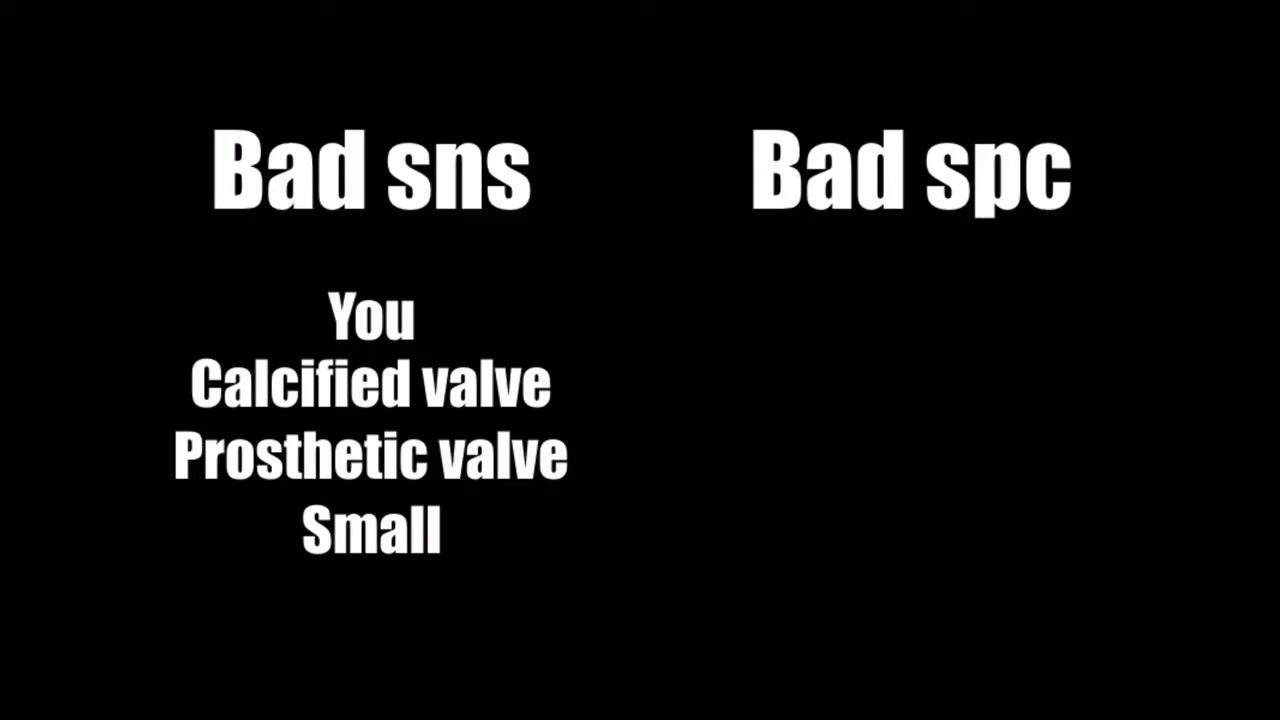 Bad sns
Bad spc
You
Calcified valve
Prosthetic valve
Small